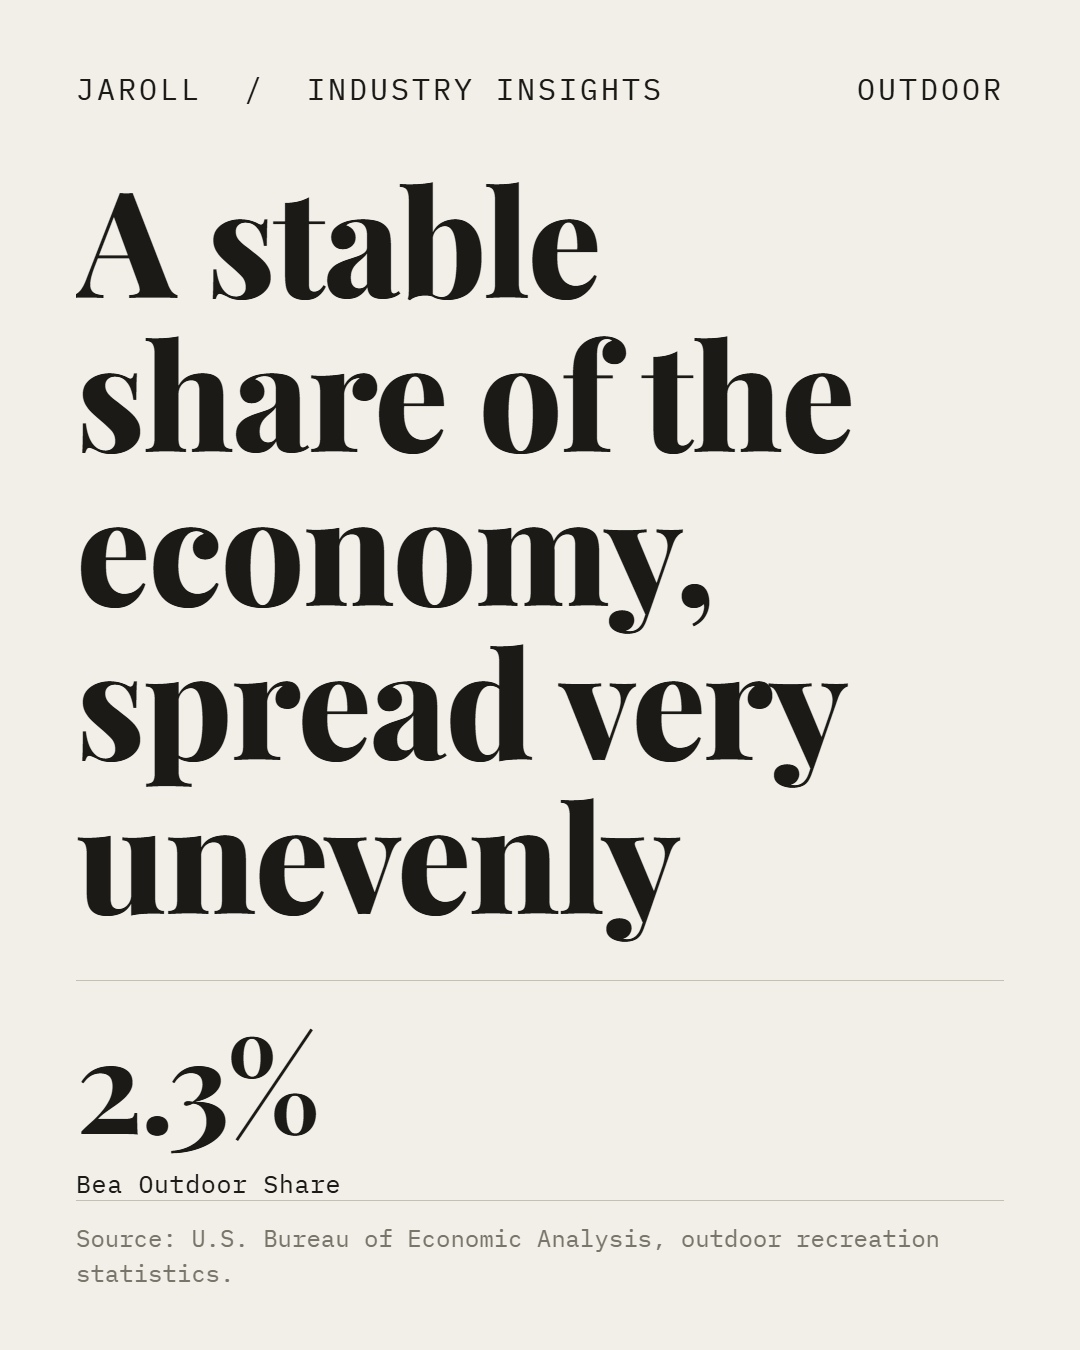 JAROLL / INDUSTRY INSIGHTS OUTDOOR
A stable
share of the
economy,
spread very
unevenly
2.3%
Bea Outdoor Share
Source: U.S. Bureau of Economic Analysis, outdoor recreation
statistics.